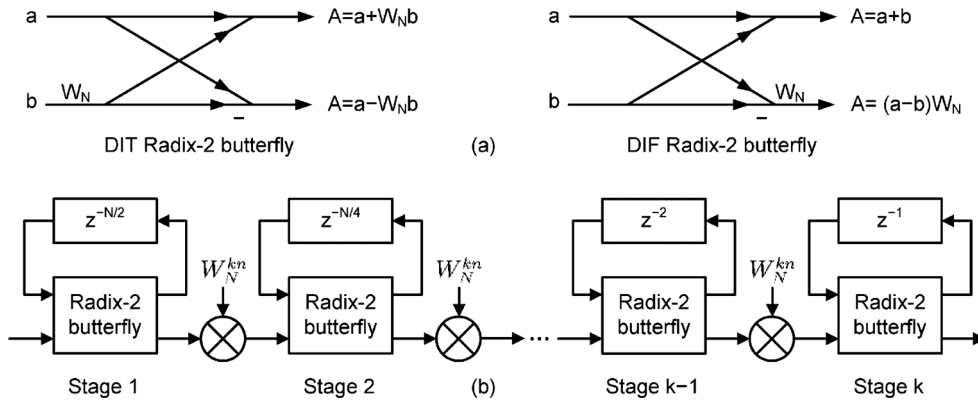 a
A=a+W_N b
b
W_N
−
A=a−W_N b
DIT Radix-2 butterfly
(a)
a
A=a+b
b
W_N
−
A= (a−b)W_N
DIF Radix-2 butterfly
z^{−N/2}
z^{−N/4}
z^{−2}
z^{−1}
W_N^{kn}
W_N^{kn}
W_N^{kn}
Radix-2
butterfly
Radix-2
butterfly
...
Radix-2
butterfly
Radix-2
butterfly
Stage 1
Stage 2
(b)
Stage k−1
Stage k